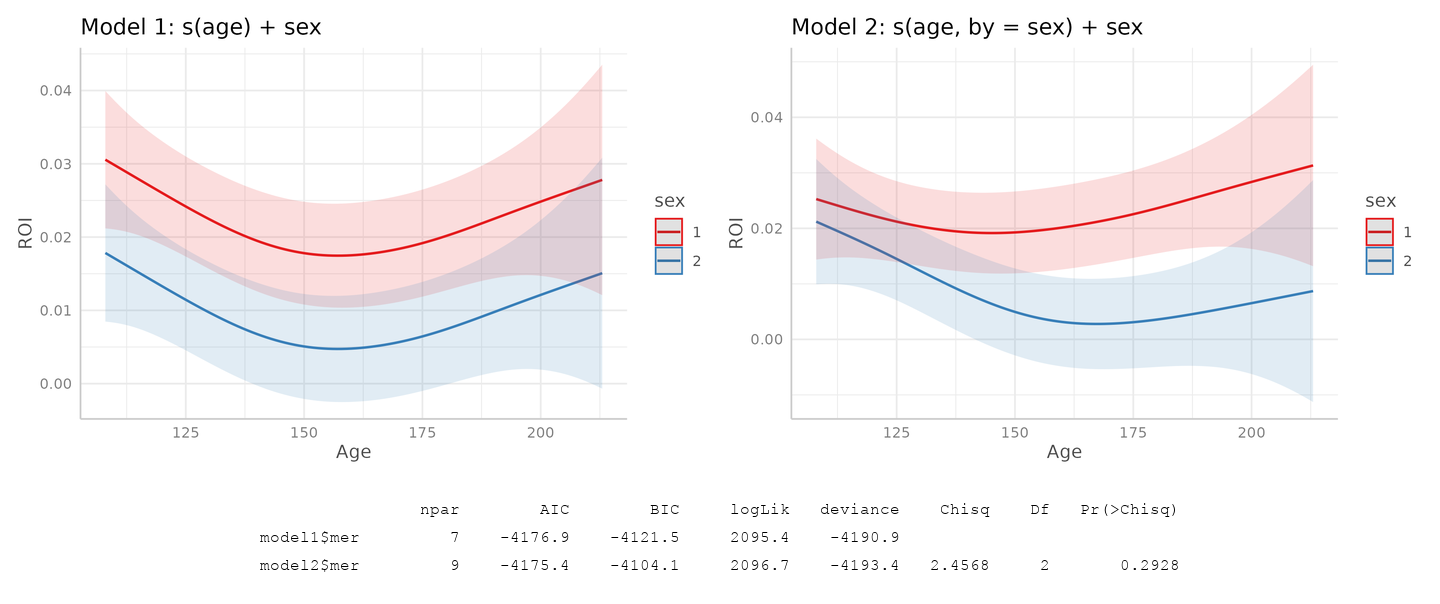 Model 1: s(age) + sex
ROI
0.04
0.03
0.02
0.01
0.00
125 150 175 200
Age
sex
1
2
Model 2: s(age, by = sex) + sex
ROI
0.04
0.02
0.00
125 150 175 200
Age
sex
1
2
npar AIC BIC logLik deviance Chisq Df Pr(>Chisq)
model1$mer 7 -4176.9 -4121.5 2095.4 -4190.9
model2$mer 9 -4175.4 -4104.1 2096.7 -4193.4 2.4568 2 0.2928